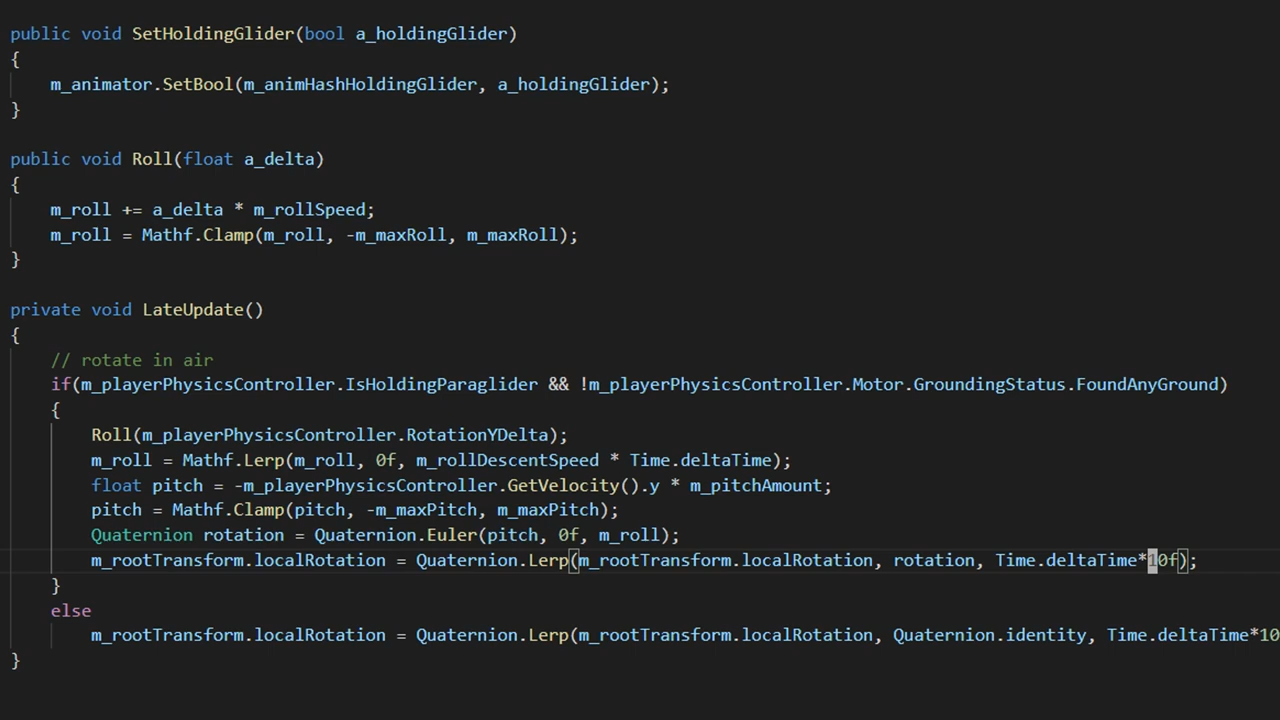 public void SetHoldingGlider(bool a_holdingGlider)
{
m_animator.SetBool(m_animHashHoldingGlider, a_holdingGlider);
}
public void Roll(float a_delta)
{
m_roll += a_delta * m_rollSpeed;
m_roll = Mathf.Clamp(m_roll, -m_maxRoll, m_maxRoll);
}
private void LateUpdate()
{
// rotate in air
if(m_playerPhysicsController.IsHoldingParaglider && !m_playerPhysicsController.Motor.GroundingStatus.FoundAnyGround)
{
Roll(m_playerPhysicsController.RotationYDelta);
m_roll = Mathf.Lerp(m_roll, 0f, m_rollDescentSpeed * Time.deltaTime);
float pitch = -m_playerPhysicsController.GetVelocity().y * m_pitchAmount;
pitch = Mathf.Clamp(pitch, -m_maxPitch, m_maxPitch);
Quaternion rotation = Quaternion.Euler(pitch, 0f, m_roll);
m_rootTransform.localRotation = Quaternion.Lerp(m_rootTransform.localRotation, rotation, Time.deltaTime*10f);
}
else
m_rootTransform.localRotation = Quaternion.Lerp(m_rootTransform.localRotation, Quaternion.identity, Time.deltaTime*10
}